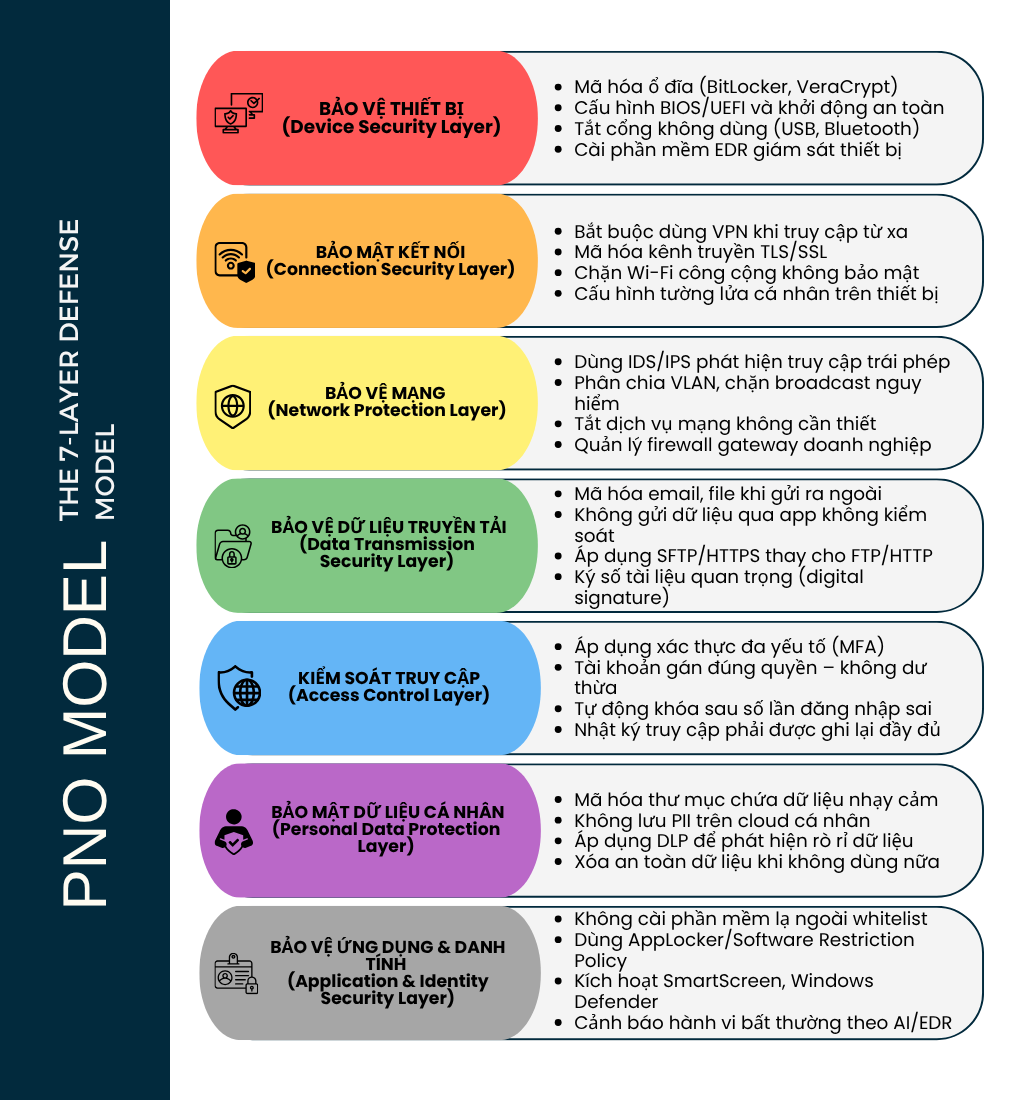 PNO MODEL
THE 7-LAYER DEFENSE
MODEL
BẢO VỆ THIẾT BỊ
(Device Security Layer)
• Mã hóa ổ đĩa (BitLocker, VeraCrypt)
• Cấu hình BIOS/UEFI và khởi động an toàn
• Tắt cổng không dùng (USB, Bluetooth)
• Cài phần mềm EDR giám sát thiết bị
BẢO MẬT KẾT NỐI
(Connection Security Layer)
• Bắt buộc dùng VPN khi truy cập từ xa
• Mã hóa kênh truyền TLS/SSL
• Chặn Wi-Fi công cộng không bảo mật
• Cấu hình tường lửa cá nhân trên thiết bị
BẢO VỆ MẠNG
(Network Protection Layer)
• Dùng IDS/IPS phát hiện truy cập trái phép
• Phân chia VLAN, chặn broadcast nguy
hiểm
• Tắt dịch vụ mạng không cần thiết
• Quản lý firewall gateway doanh nghiệp
BẢO VỆ DỮ LIỆU TRUYỀN TẢI
(Data Transmission
Security Layer)
• Mã hóa email, file khi gửi ra ngoài
• Không gửi dữ liệu qua app không kiểm
soát
• Áp dụng SFTP/HTTPS thay cho FTP/HTTP
• Ký số tài liệu quan trọng (digital
signature)
KIỂM SOÁT TRUY CẬP
(Access Control Layer)
• Áp dụng xác thực đa yếu tố (MFA)
• Tài khoản gán đúng quyền – không dư
thừa
• Tự động khóa sau số lần đăng nhập sai
• Nhật ký truy cập phải được ghi lại đầy đủ
BẢO MẬT DỮ LIỆU CÁ NHÂN
(Personal Data Protection
Layer)
• Mã hóa thư mục chứa dữ liệu nhạy cảm
• Không lưu PII trên cloud cá nhân
• Áp dụng DLP để phát hiện rò rỉ dữ liệu
• Xóa an toàn dữ liệu khi không dùng nữa
BẢO VỆ ỨNG DỤNG & DANH
TÍNH
(Application & Identity
Security Layer)
• Không cài phần mềm lạ ngoài whitelist
• Dùng AppLocker/Software Restriction
Policy
• Kích hoạt SmartScreen, Windows
Defender
• Cảnh báo hành vi bất thường theo AI/EDR